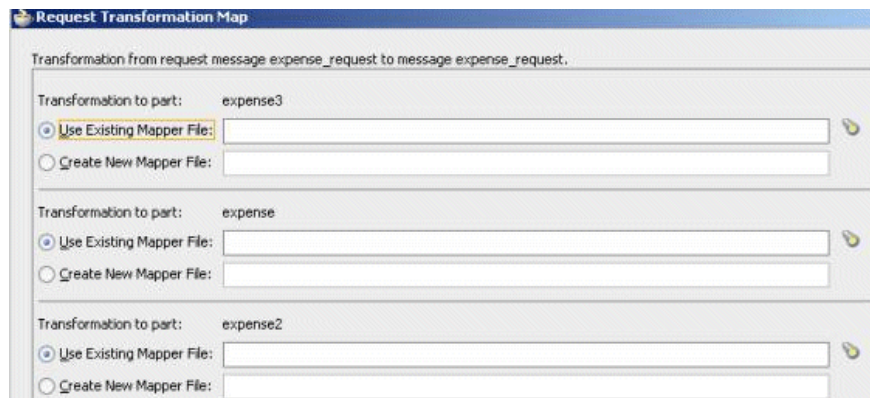 Request Transformation Map
Transformation from request message expense_request to message expense_request.
Transformation to part: expense3
Use Existing Mapper File:
Create New Mapper File:
Transformation to part: expense
Use Existing Mapper File:
Create New Mapper File:
Transformation to part: expense2
Use Existing Mapper File:
Create New Mapper File: